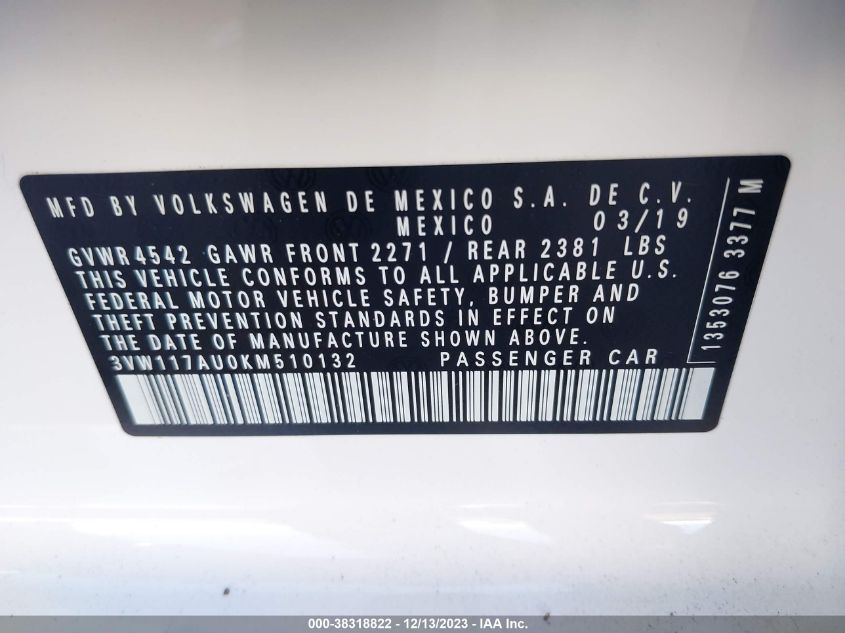 MFD BY VOLKSWAGEN DE MEXICO S.A. DE C.V.
MEXICO 03/19
GVWR4542 GAWR FRONT 2271 / REAR 2381 LBS
THIS VEHICLE CONFORMS TO ALL APPLICABLE U.S.
FEDERAL MOTOR VEHICLE SAFETY, BUMPER AND
THEFT PREVENTION STANDARDS IN EFFECT ON
THE DATE OF MANUFACTURE SHOWN ABOVE.
3VW117AU0KM510132 PASSENGER CAR
1353076 3377 M
000-38318822 - 12/13/2023 - IAA Inc.